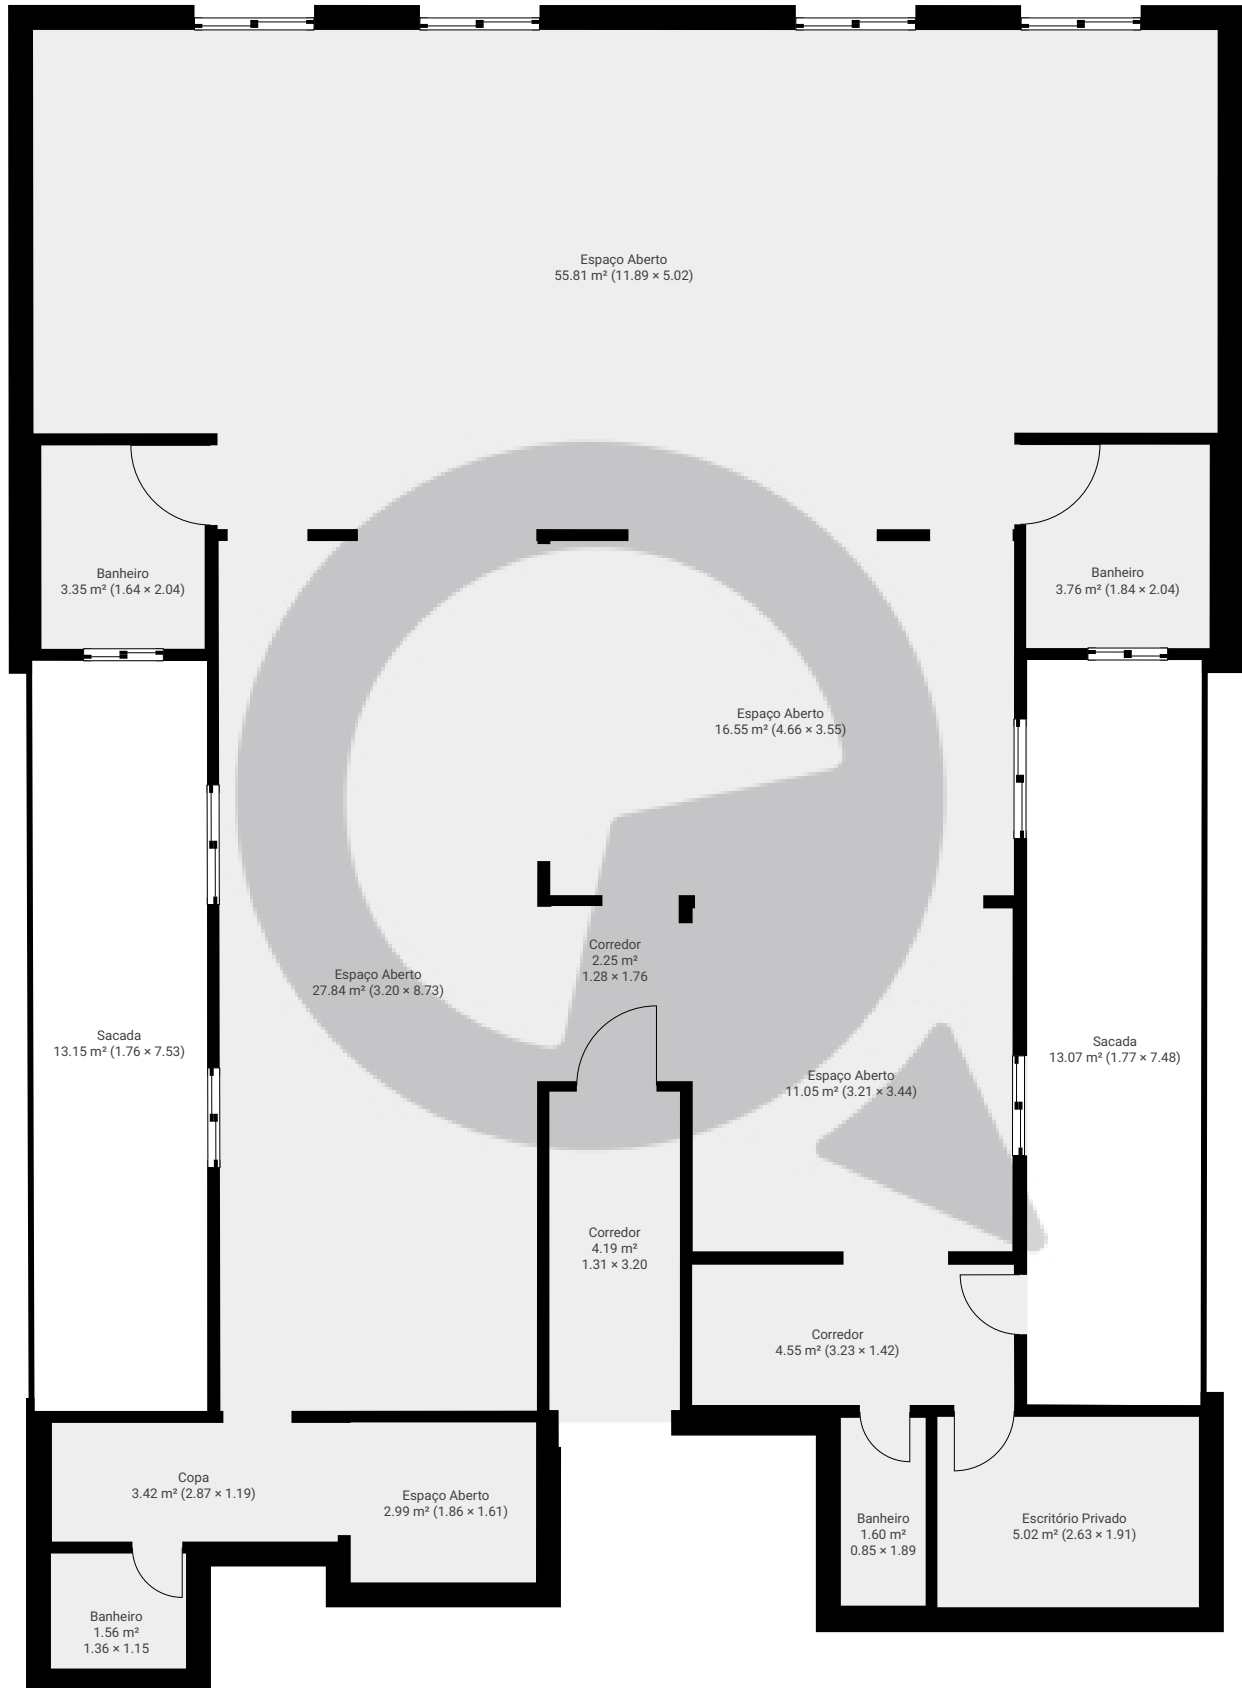 Espaço Aberto
55.81 m² (11.89 × 5.02)
Banheiro
3.35 m² (1.64 × 2.04)
Banheiro
3.76 m² (1.84 × 2.04)
Espaço Aberto
16.55 m² (4.66 × 3.55)
Corredor
2.25 m²
1.28 × 1.76
Espaço Aberto
27.84 m² (3.20 × 8.73)
Sacada
13.15 m² (1.76 × 7.53)
Sacada
13.07 m² (1.77 × 7.48)
Espaço Aberto
11.05 m² (3.21 × 3.44)
Corredor
4.19 m²
1.31 × 3.20
Corredor
4.55 m² (3.23 × 1.42)
Copa
3.42 m² (2.87 × 1.19)
Espaço Aberto
2.99 m² (1.86 × 1.61)
Banheiro
1.60 m²
0.85 × 1.89
Escritório Privado
5.02 m² (2.63 × 1.91)
Banheiro
1.56 m²
1.36 × 1.15